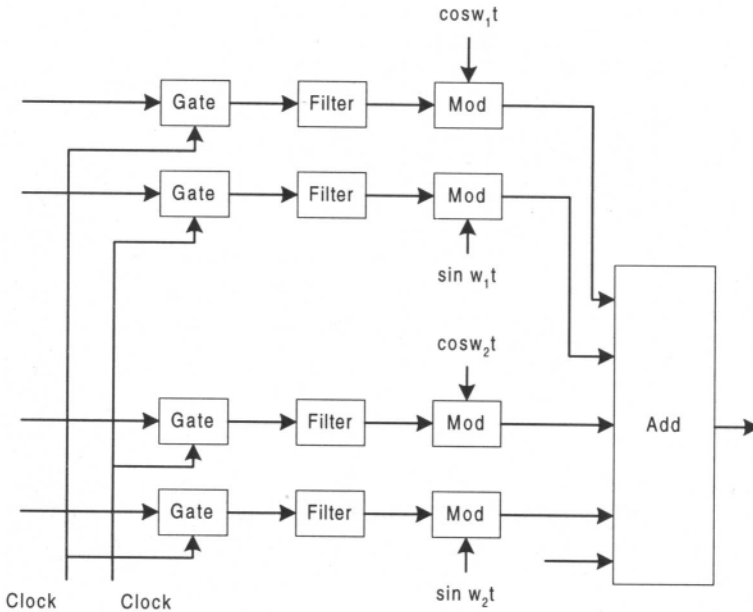 cosw₁t
Gate Filter Mod
Gate Filter Mod
sin w₁t
cosw₂t
Gate Filter Mod
Add
Gate Filter Mod
Clock Clock
sin w₂t